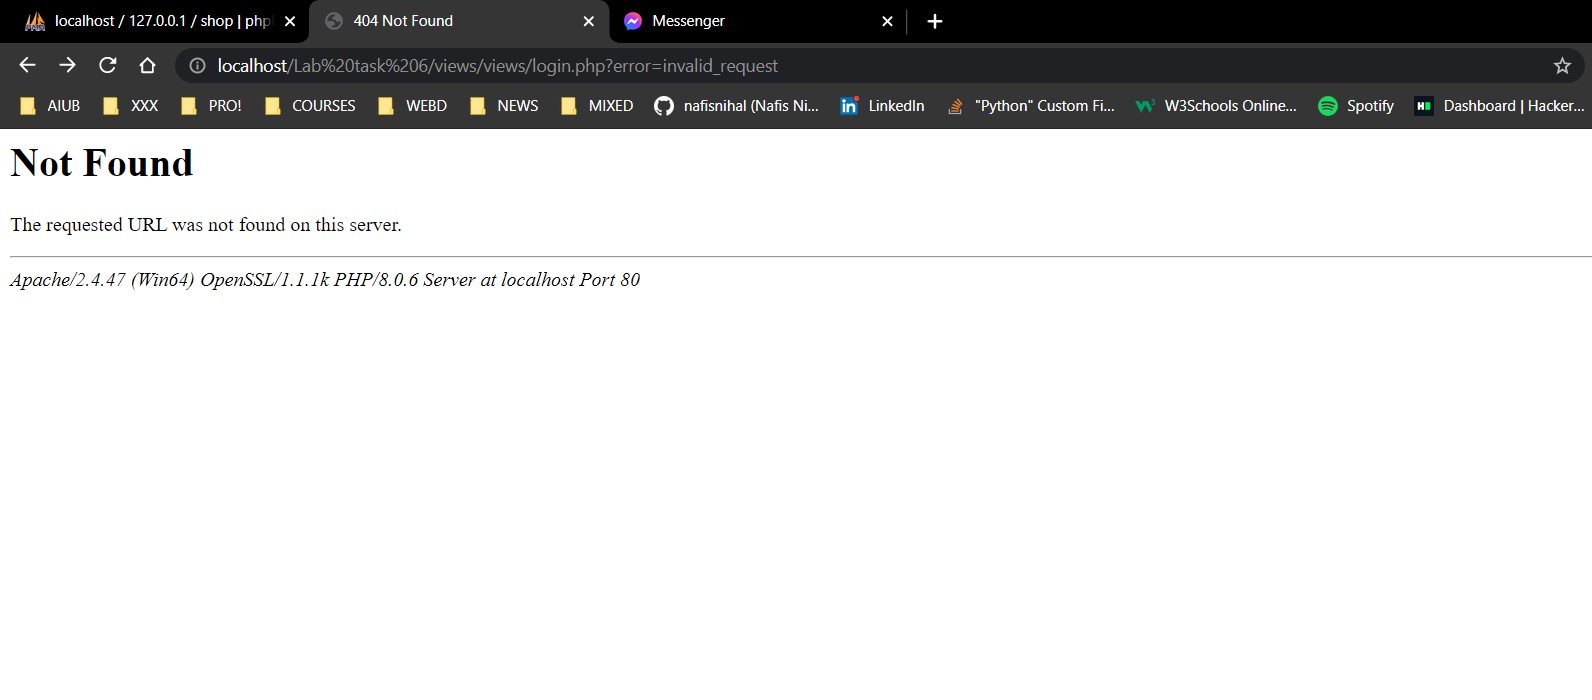 localhost / 127.0.0.1 / shop | php
404 Not Found
Messenger
localhost/Lab%20task%206/views/views/login.php?error=invalid_request
AIUB XXX PRO! COURSES WEBD NEWS MIXED nafisnihal (Nafis Ni... LinkedIn "Python" Custom Fi... W3Schools Online... Spotify Dashboard | Hacker...
Not Found
The requested URL was not found on this server.
Apache/2.4.47 (Win64) OpenSSL/1.1.1k PHP/8.0.6 Server at localhost Port 80